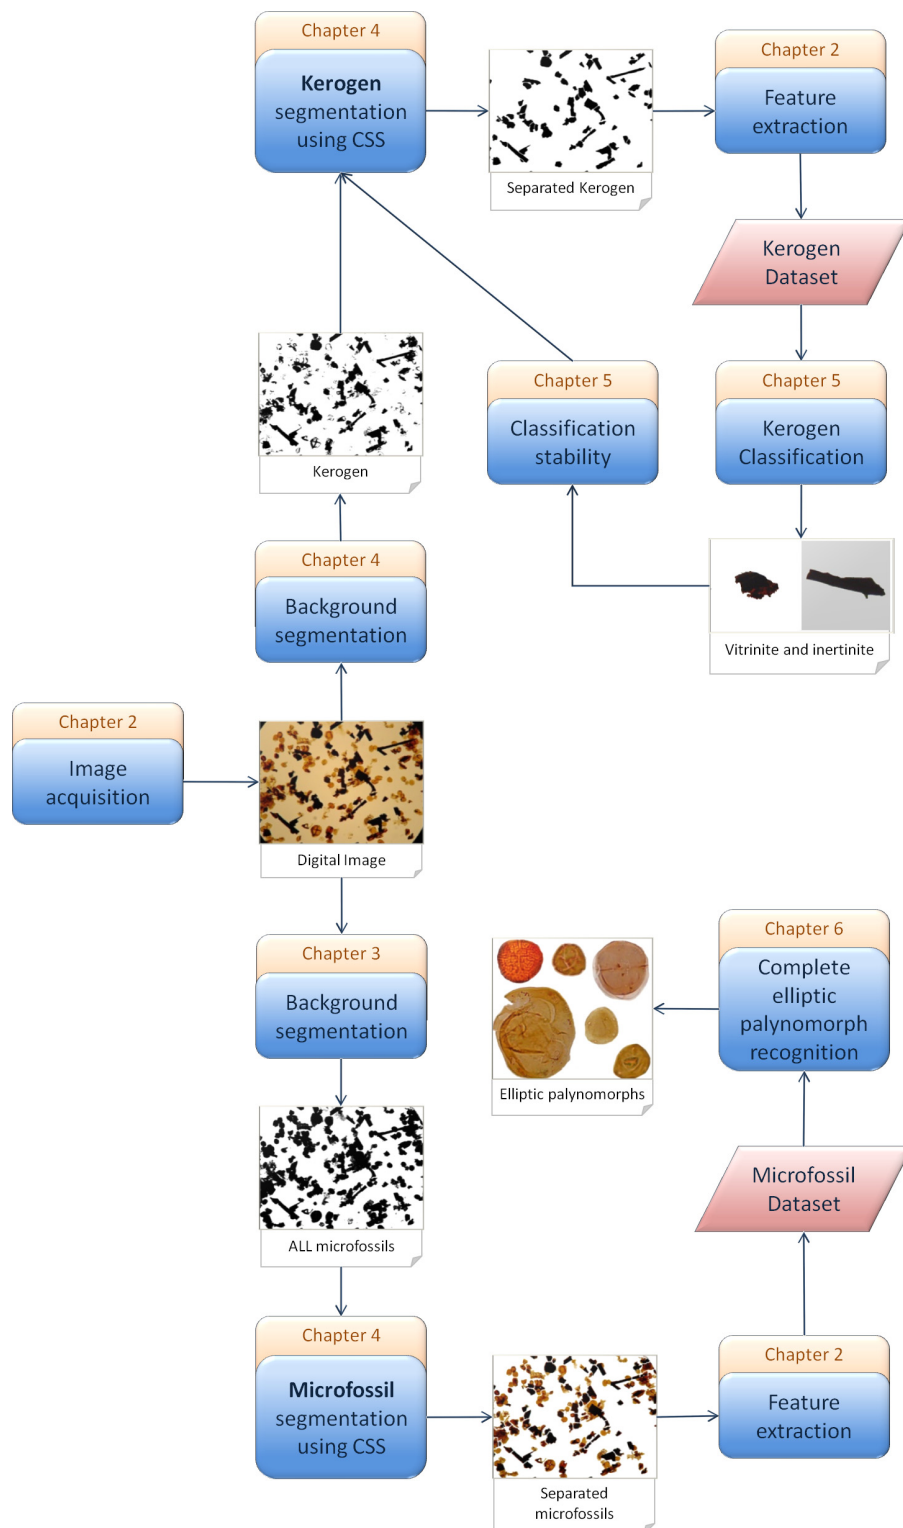 Chapter 4
Kerogen
segmentation
using CSS
Separated Kerogen
Chapter 2
Feature
extraction
Kerogen
Dataset
Kerogen
Chapter 5
Classification
stability
Chapter 5
Kerogen
Classification
Vitrinite and inertinite
Chapter 4
Background
segmentation
Chapter 2
Image
acquisition
Digital Image
Chapter 3
Background
segmentation
ALL microfossils
Chapter 4
Microfossil
segmentation
using CSS
Separated
microfossils
Chapter 2
Feature
extraction
Microfossil
Dataset
Chapter 6
Complete
elliptic
palynomorph
recognition
Elliptic palynomorphs